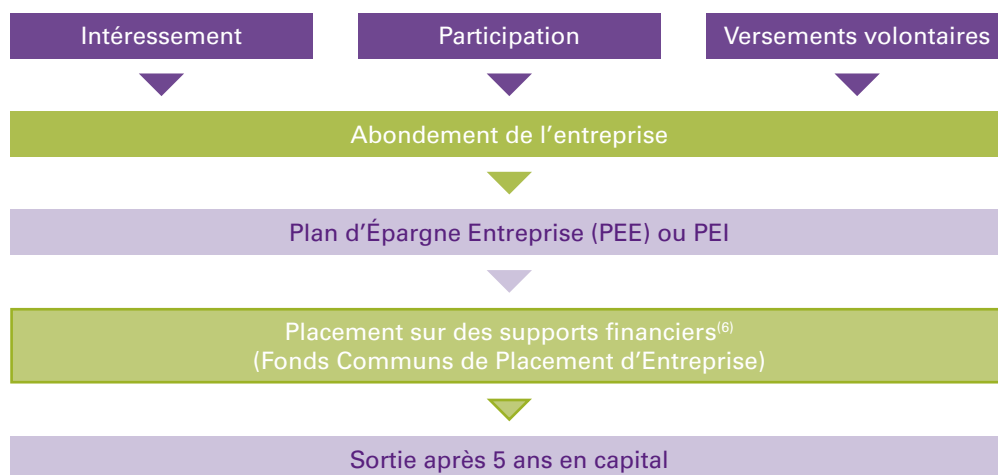 Intéressement
Participation
Versements volontaires
Abondement de l’entreprise
Plan d’Épargne Entreprise (PEE) ou PEI
Placement sur des supports financiers(6)
(Fonds Communs de Placement d’Entreprise)
Sortie après 5 ans en capital